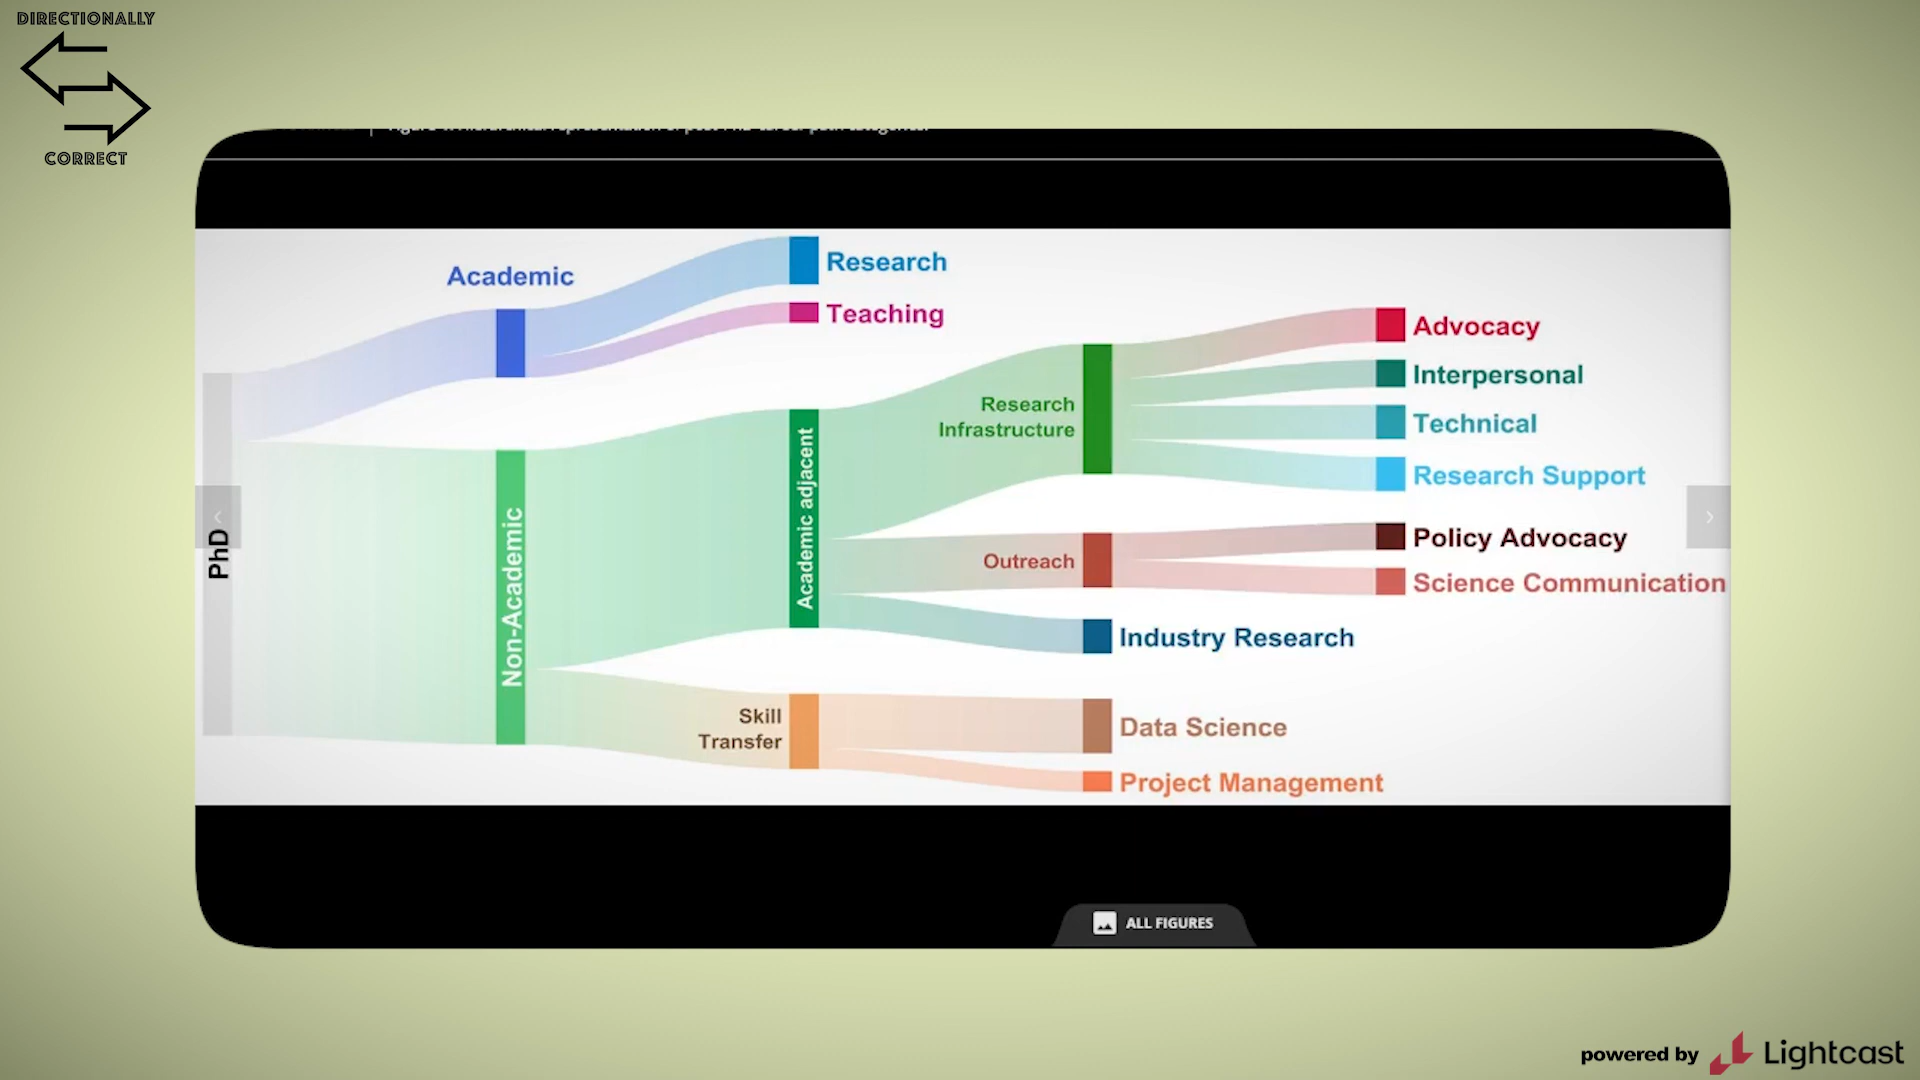 DIRECTIONALLY
CORRECT
Academic
Research
Teaching
Advocacy
Interpersonal
Research
Infrastructure
Technical
Research Support
PhD
Non-Academic
Academic adjacent
Outreach
Policy Advocacy
Science Communication
Industry Research
Skill
Transfer
Data Science
Project Management
ALL FIGURES
powered by Lightcast